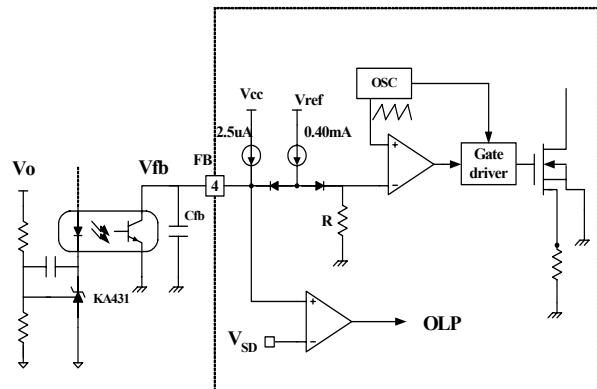 OSC
Vcc
Vref
2.5uA
0.40mA
Vo
Vfb
FB
4
Gate
driver
Cfb
R
KA431
+
-
+
-
VSD
OLP